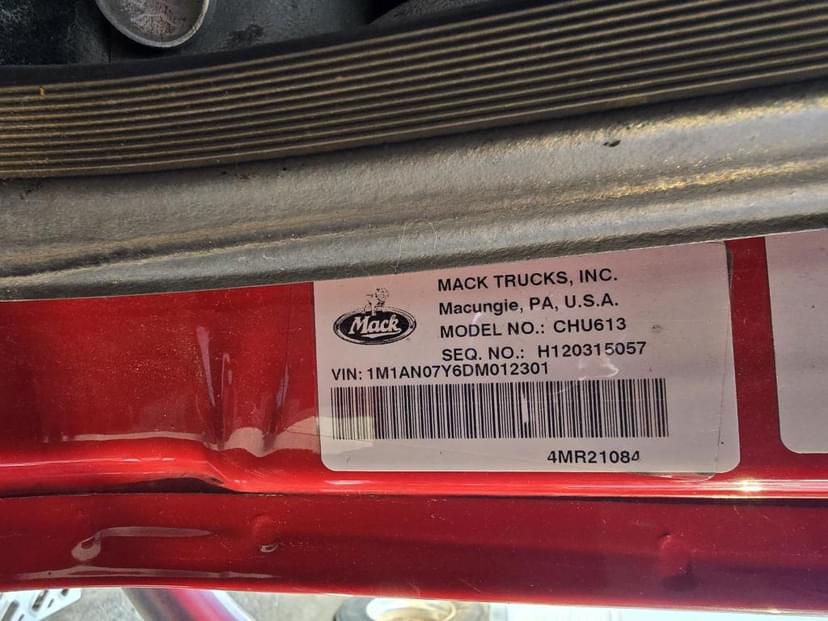 MACK TRUCKS, INC.
Macungie, PA, U.S.A.
Mack
MODEL NO.: CHU613
SEQ. NO.: H120315057
VIN: 1M1AN07Y6DM012301
4MR21084